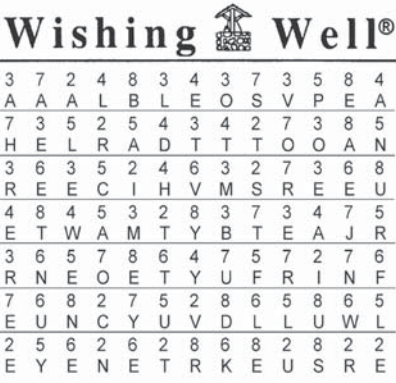 Wishing Well®
3 7 2 4 8 3 4 3 7 3 5 8 4
A A A L B L E O S V P E A
7 3 5 2 5 4 3 4 2 7 3 8 5
H E L R A D T T T O O A N
3 6 3 5 2 4 6 3 2 7 3 6 8
R E E C I H V M S R E E U
4 8 4 5 3 2 8 3 7 3 4 7 5
E T W A M T Y B T E A J R
3 6 5 7 8 6 4 7 5 7 2 7 6
R N E O E T Y U F R I N F
7 6 8 2 7 5 2 8 6 5 8 6 5
E U N C Y U V D L L U W L
2 5 6 2 6 2 8 6 8 2 8 2 2
E Y E N E T R K E U S R E